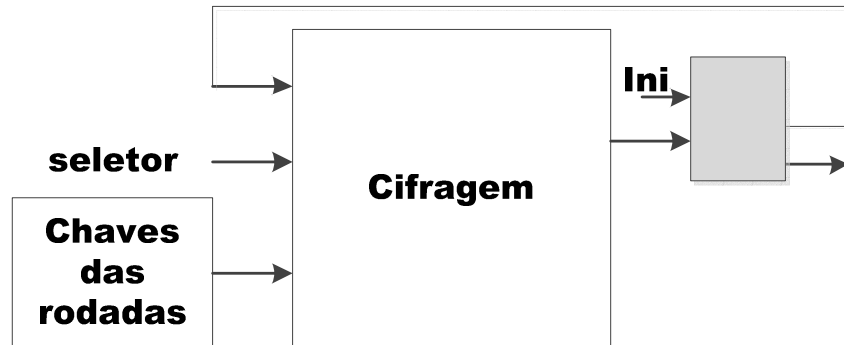 Ini
seletor
Cifragem
Chaves
das
rodadas